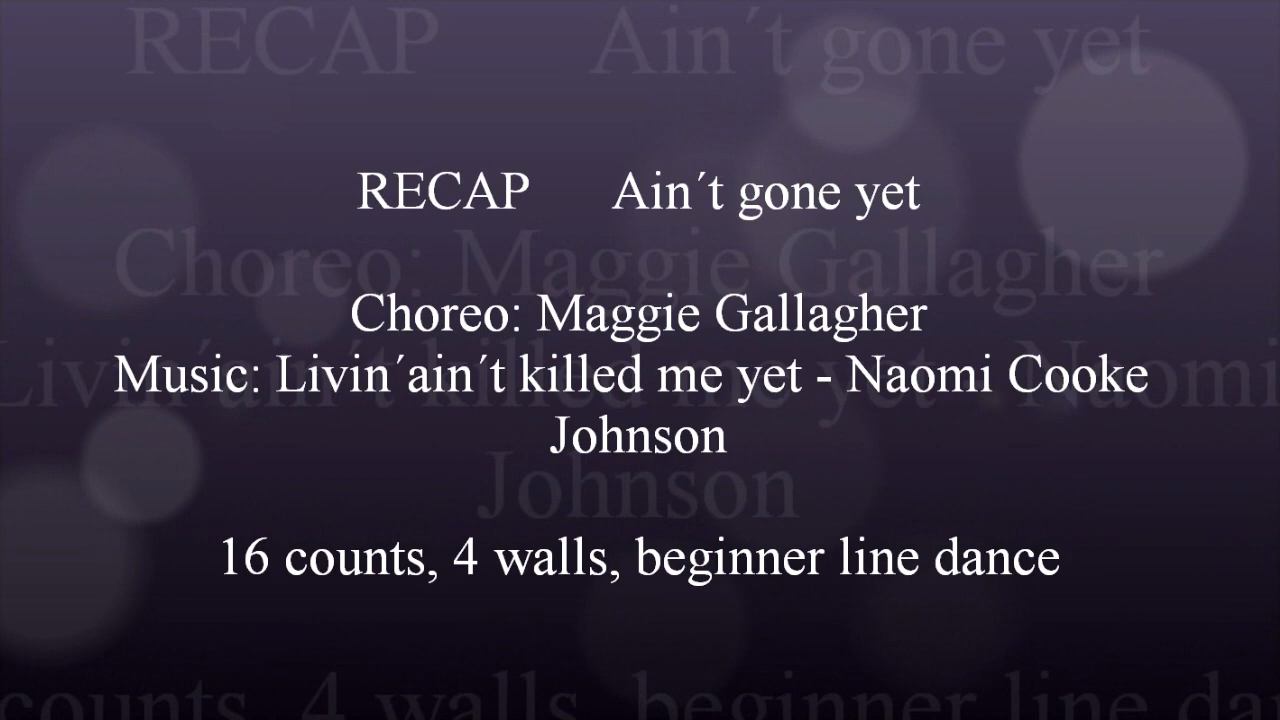 RECAP Ain´t gone yet
Choreo: Maggie Gallagher
Music: Livin´ain´t killed me yet - Naomi Cooke
Johnson
16 counts, 4 walls, beginner line dance